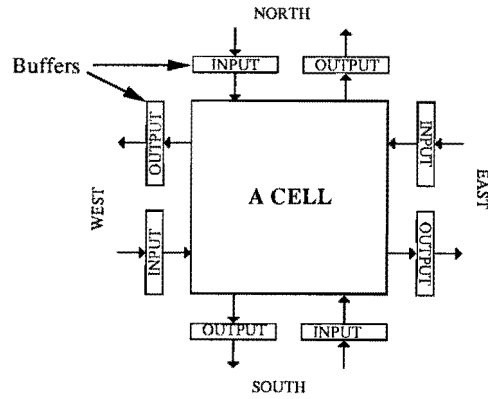 NORTH
Buffers
INPUT
OUTPUT
OUTPUT
INPUT
WEST
A CELL
EAST
INPUT
OUTPUT
OUTPUT
INPUT
SOUTH